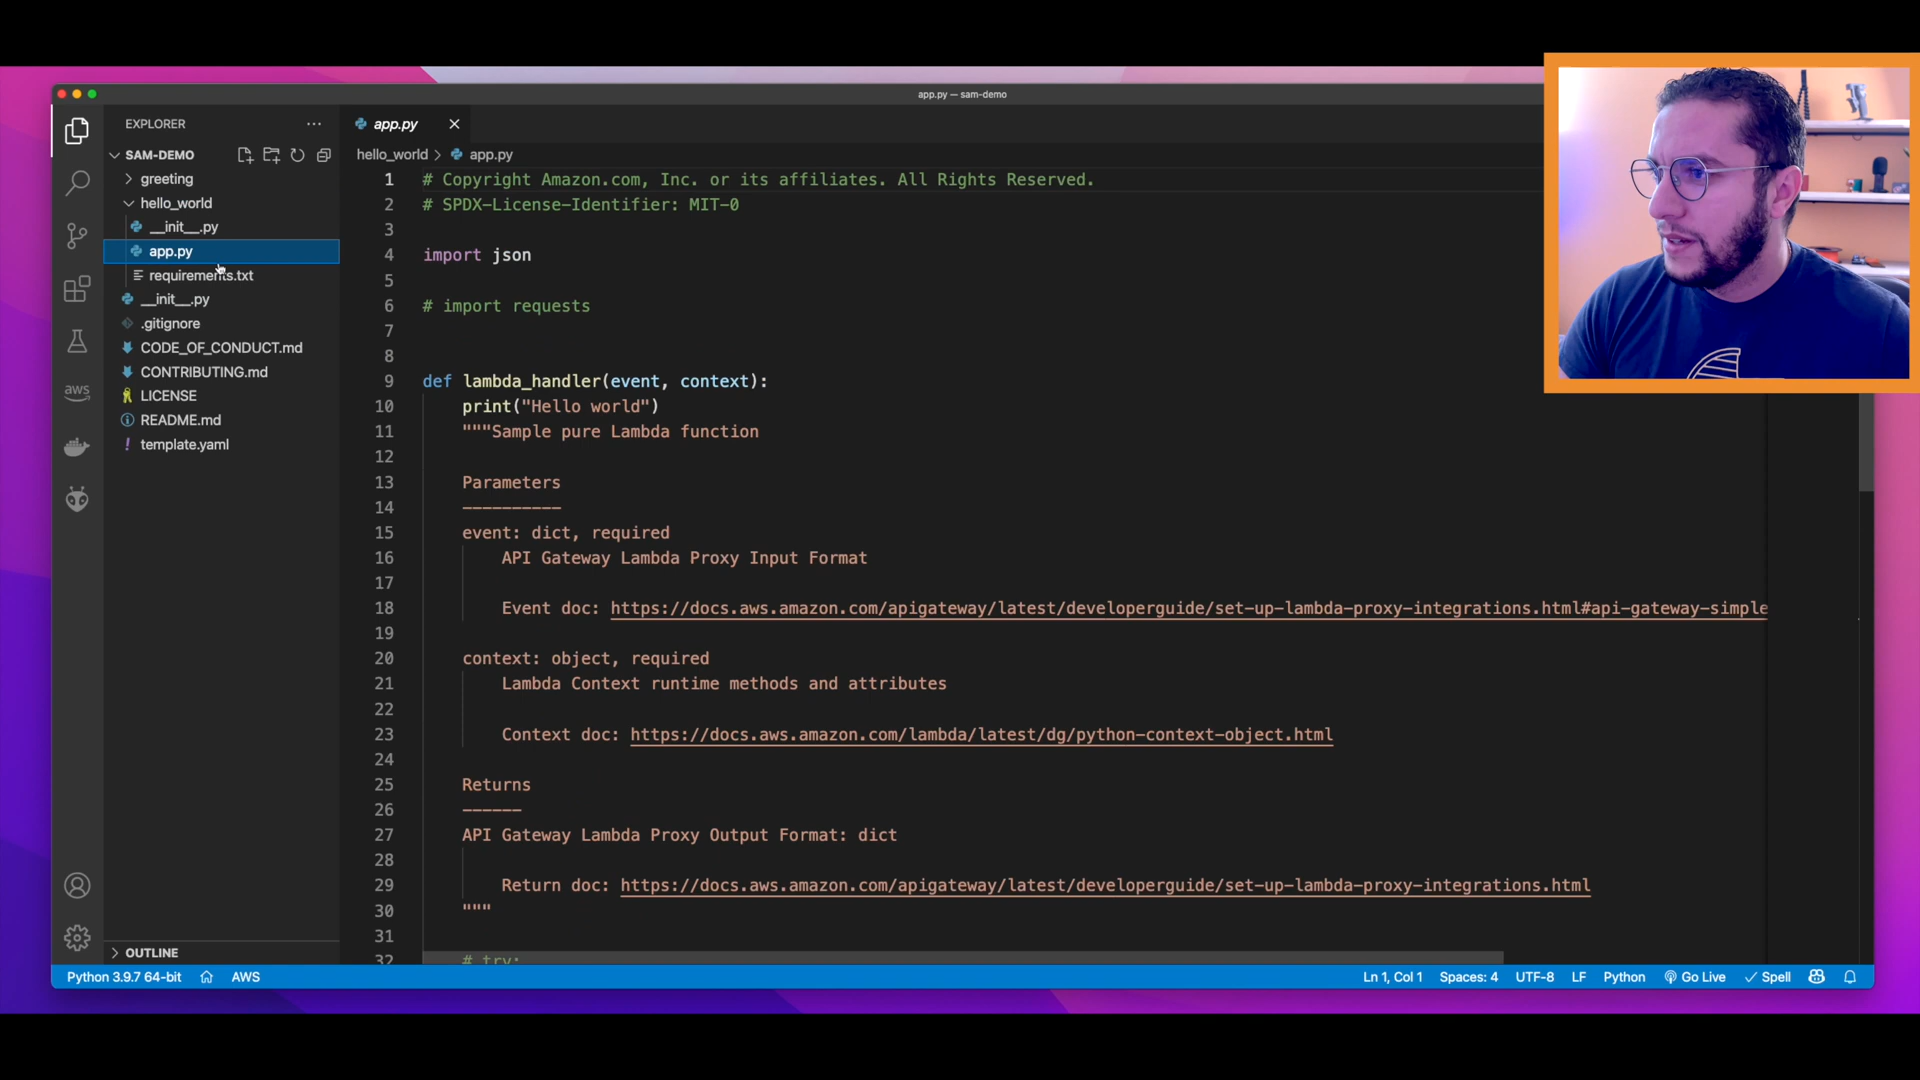 app.py — sam-demo
EXPLORER
SAM-DEMO
greeting
hello_world
__init__.py
app.py
requirements.txt
__init__.py
.gitignore
CODE_OF_CONDUCT.md
CONTRIBUTING.md
LICENSE
README.md
template.yaml
aws
OUTLINE
app.py
hello_world > app.py
1 # Copyright Amazon.com, Inc. or its affiliates. All Rights Reserved.
2 # SPDX-License-Identifier: MIT-0
3
4 import json
5
6 # import requests
7
8
9 def lambda_handler(event, context):
10 print("Hello world")
11 """Sample pure Lambda function
12
13 Parameters
14 ----------
15 event: dict, required
16 API Gateway Lambda Proxy Input Format
17
18 Event doc: https://docs.aws.amazon.com/apigateway/latest/developerguide/set-up-lambda-proxy-integrations.html#api-gateway-simple
19
20 context: object, required
21 Lambda Context runtime methods and attributes
22
23 Context doc: https://docs.aws.amazon.com/lambda/latest/dg/python-context-object.html
24
25 Returns
26 ------
27 API Gateway Lambda Proxy Output Format: dict
28
29 Return doc: https://docs.aws.amazon.com/apigateway/latest/developerguide/set-up-lambda-proxy-integrations.html
30 """
31
32 # try:
Python 3.9.7 64-bit AWS Ln 1, Col 1 Spaces: 4 UTF-8 LF Python Go Live Spell